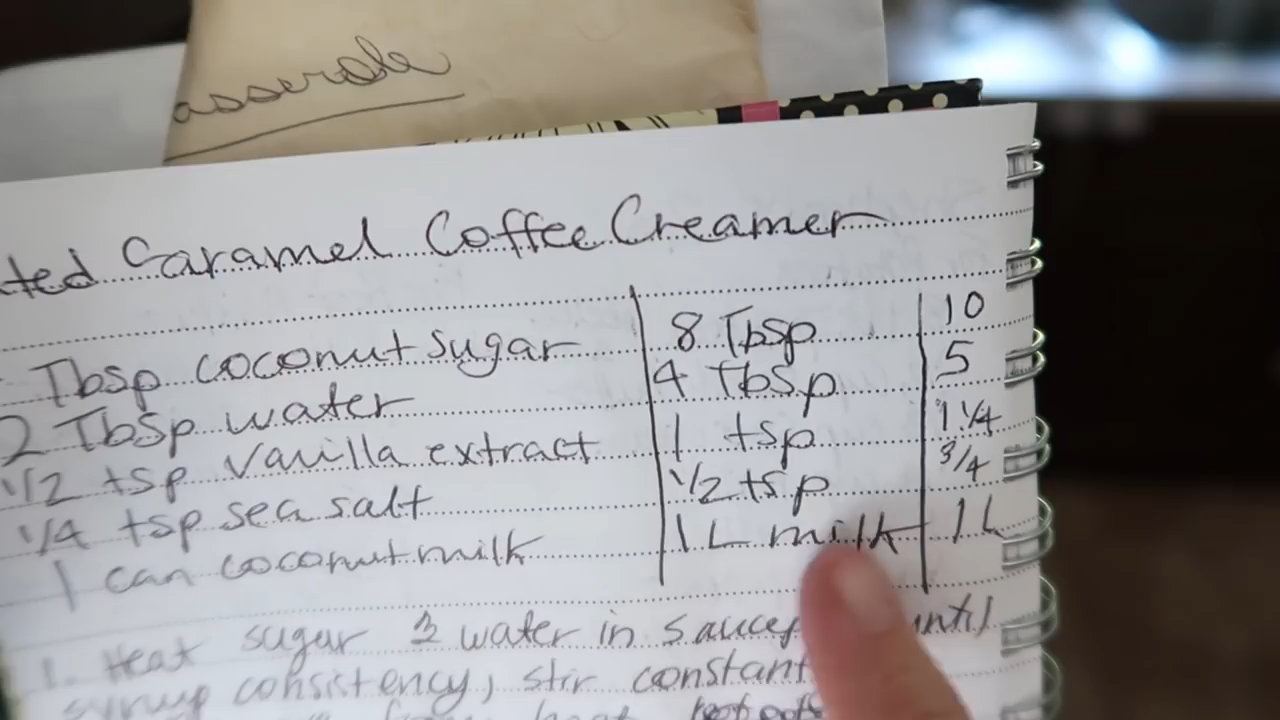 asserole
ted Caramel Coffee Creamer
Tbsp coconut sugar 8 Tbsp 10
2 Tbsp water 4 Tbsp 5
1/2 tsp vanilla extract 1 tsp 1 1/4
1/4 tsp sea salt 1/2 tsp 3/4
1 can coconut milk 1 L milk 1 L
1. Heat sugar & water in saucep until
syrup consistency, stir constant
heat